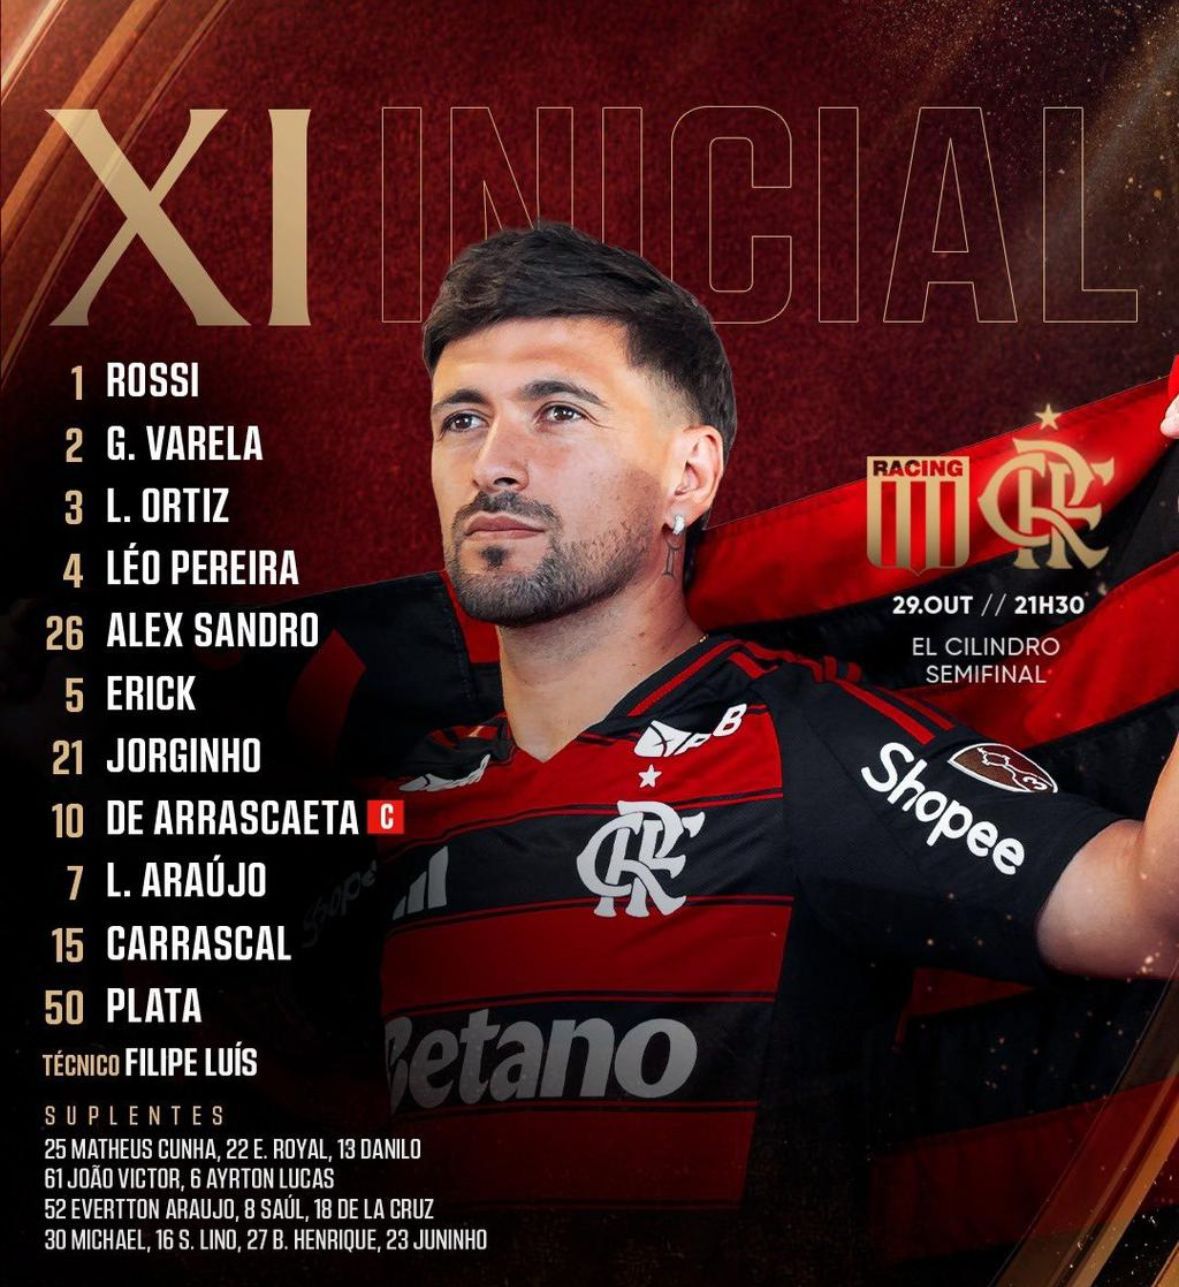 XI INICIAL
1 ROSSI
2 G. VARELA
3 L. ORTIZ
4 LÉO PEREIRA
26 ALEX SANDRO
5 ERICK
21 JORGINHO
10 DE ARRASCAETA C
7 L. ARAÚJO
15 CARRASCAL
50 PLATA
TÉCNICO FILIPE LUÍS
SUPLENTES
25 MATHEUS CUNHA, 22 E. ROYAL, 13 DANILO
61 JOÃO VICTOR, 6 AYRTON LUCAS
52 EVERTTON ARAUJO, 8 SAÚL, 18 DE LA CRUZ
30 MICHAEL, 16 S. LINO, 27 B. HENRIQUE, 23 JUNINHO
RACING
CRF
29.OUT // 21H30
EL CILINDRO
SEMIFINAL
Shopee
CRF
Shopee
Betano